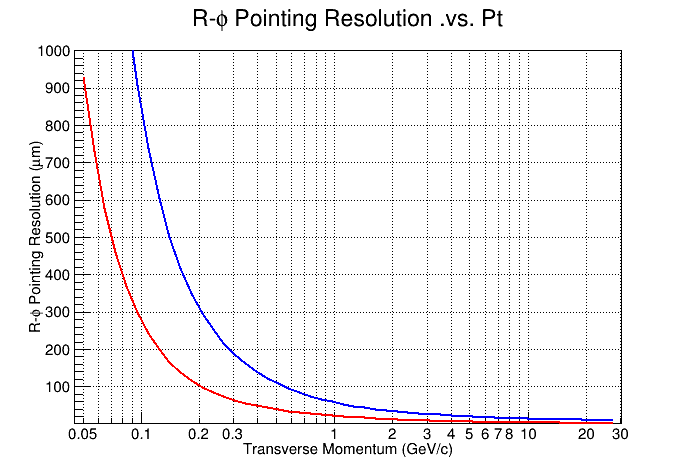 R-ϕ Pointing Resolution .vs. Pt
R-ϕ Pointing Resolution (μm)
1000
900
800
700
600
500
400
300
200
100
0.05 0.1 0.2 0.3 1 2 3 4 5 6 7 8 10 20 30
Transverse Momentum (GeV/c)